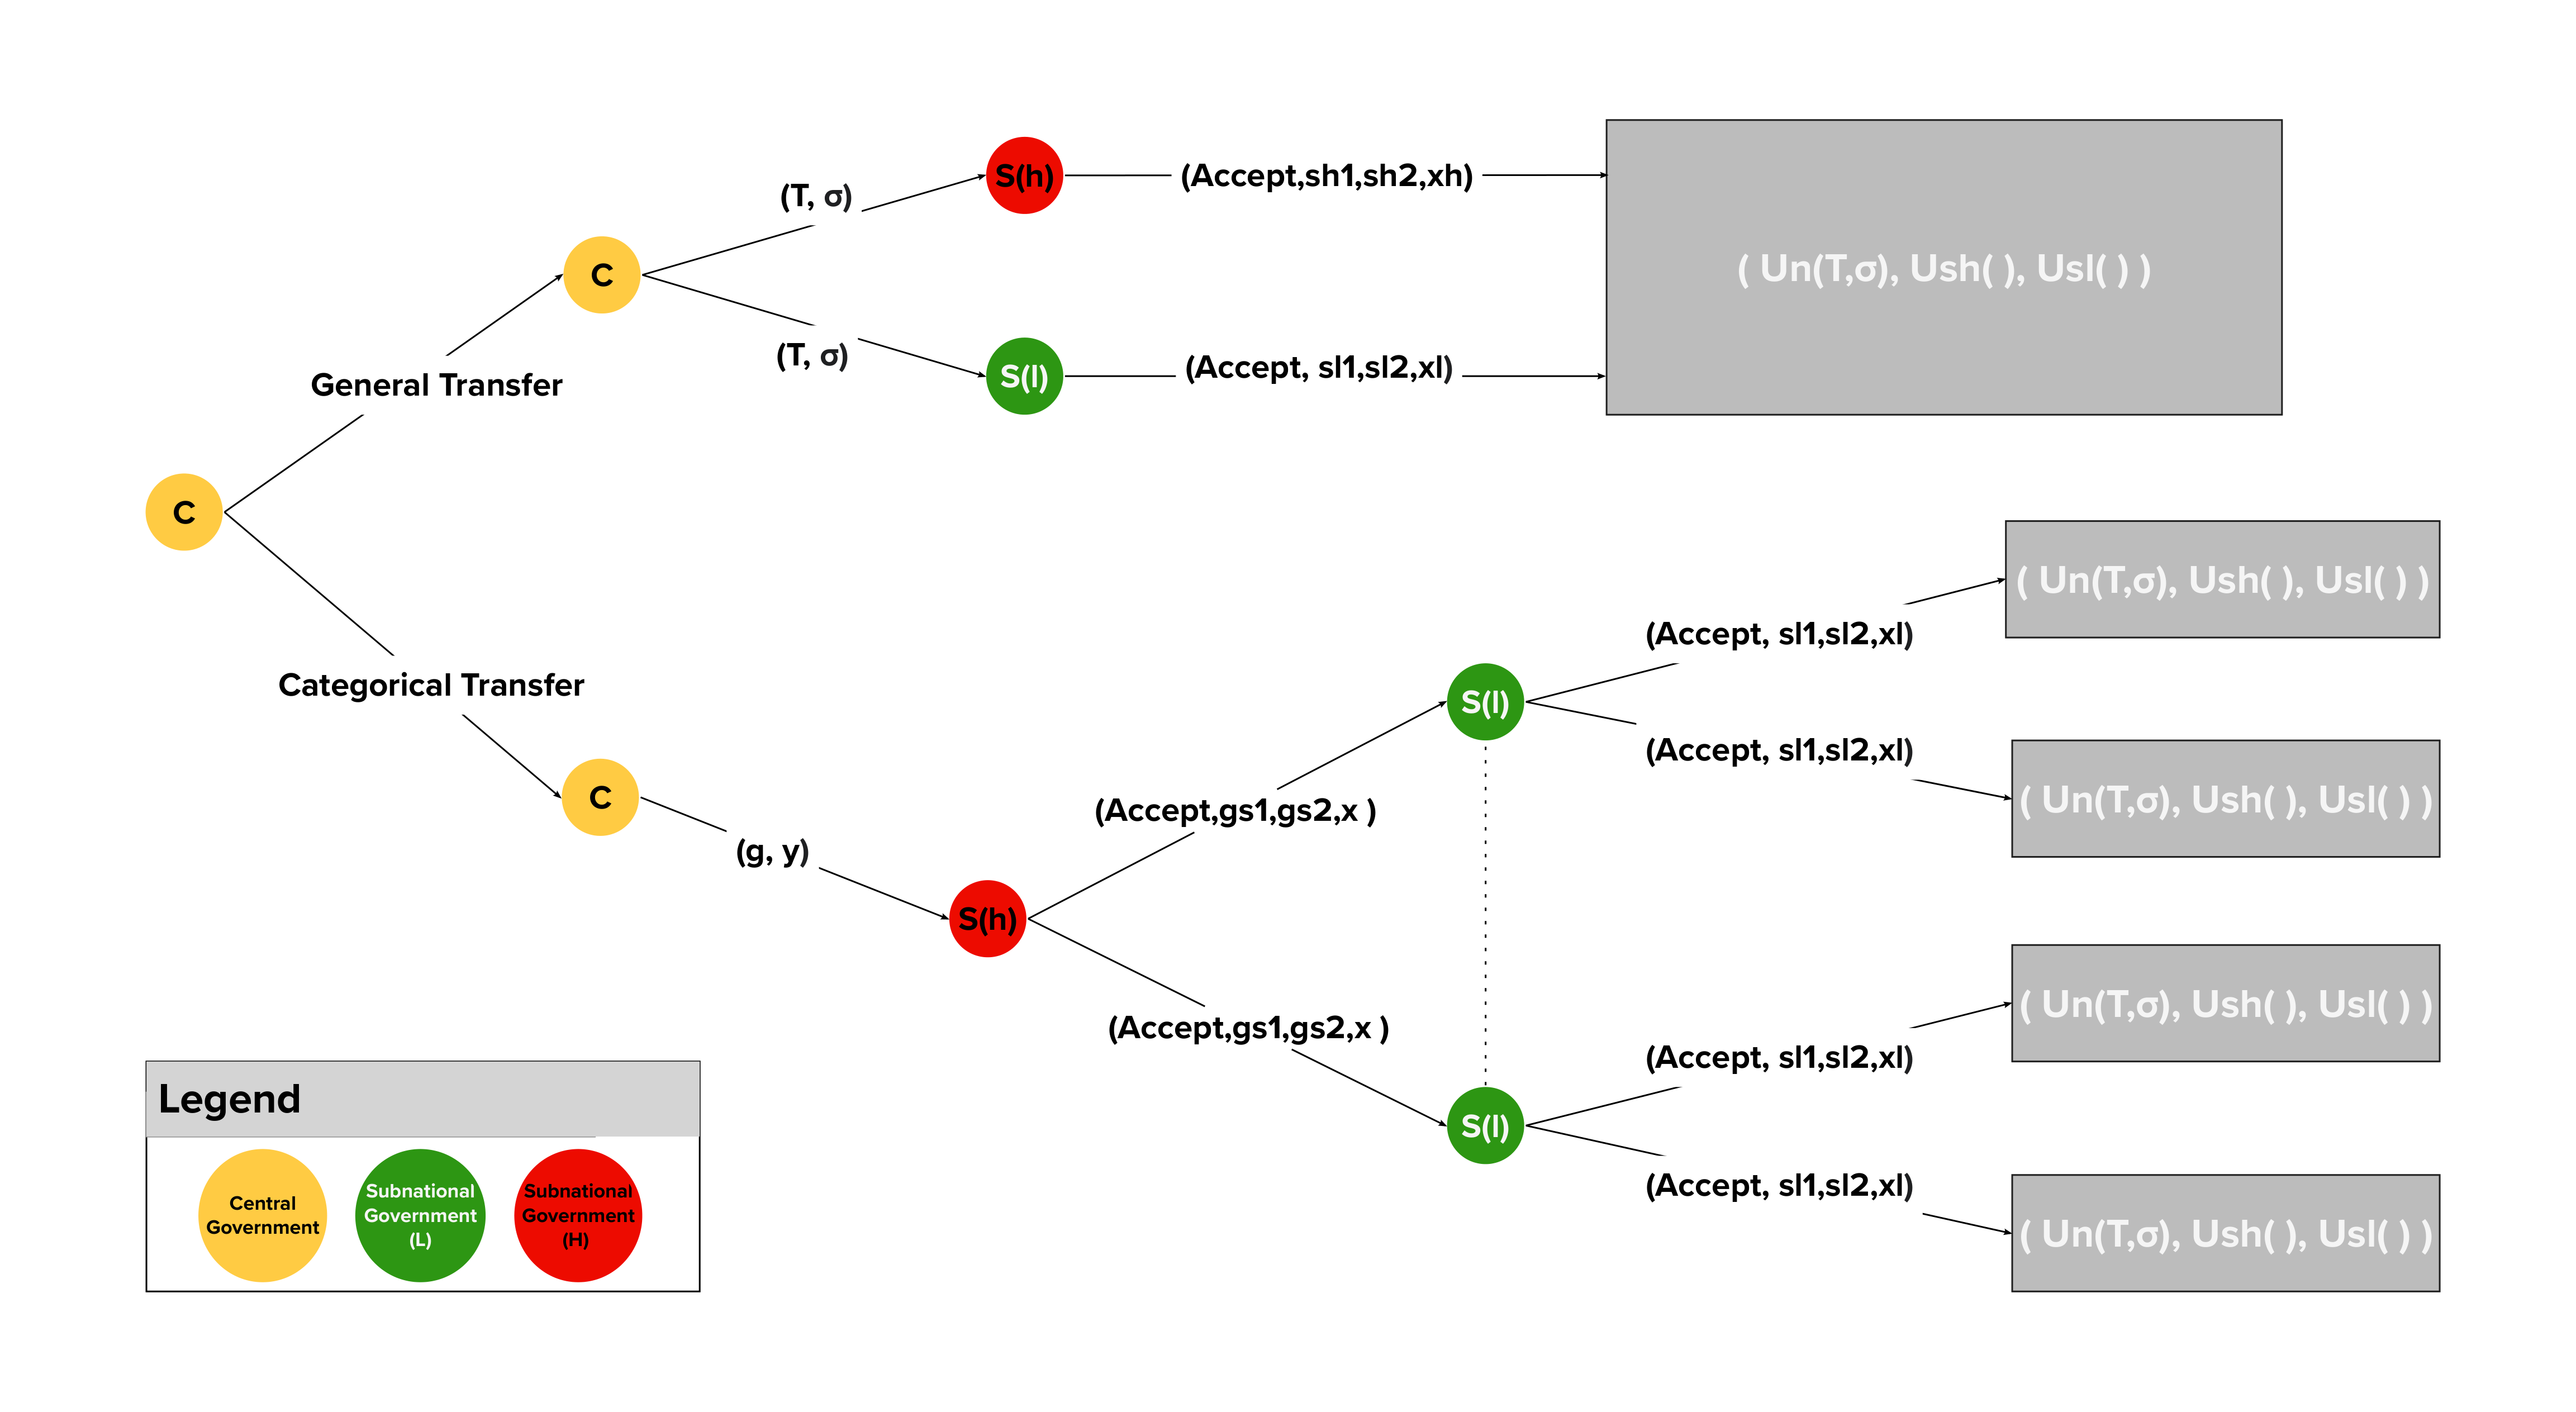 S(h)
(Accept,sh1,sh2,xh)
(T, σ)
C
( Un(T,σ), Ush( ), Usl( ) )
(T, σ)
S(l)
(Accept, sl1,sl2,xl)
General Transfer
C
( Un(T,σ), Ush( ), Usl( ) )
(Accept, sl1,sl2,xl)
Categorical Transfer
S(l)
(Accept, sl1,sl2,xl)
( Un(T,σ), Ush( ), Usl( ) )
C
(Accept,gs1,gs2,x )
(g, y)
S(h)
( Un(T,σ), Ush( ), Usl( ) )
(Accept,gs1,gs2,x )
(Accept, sl1,sl2,xl)
S(l)
(Accept, sl1,sl2,xl)
( Un(T,σ), Ush( ), Usl( ) )
Legend
Central
Government
Subnational
Government
(L)
Subnational
Government
(H)